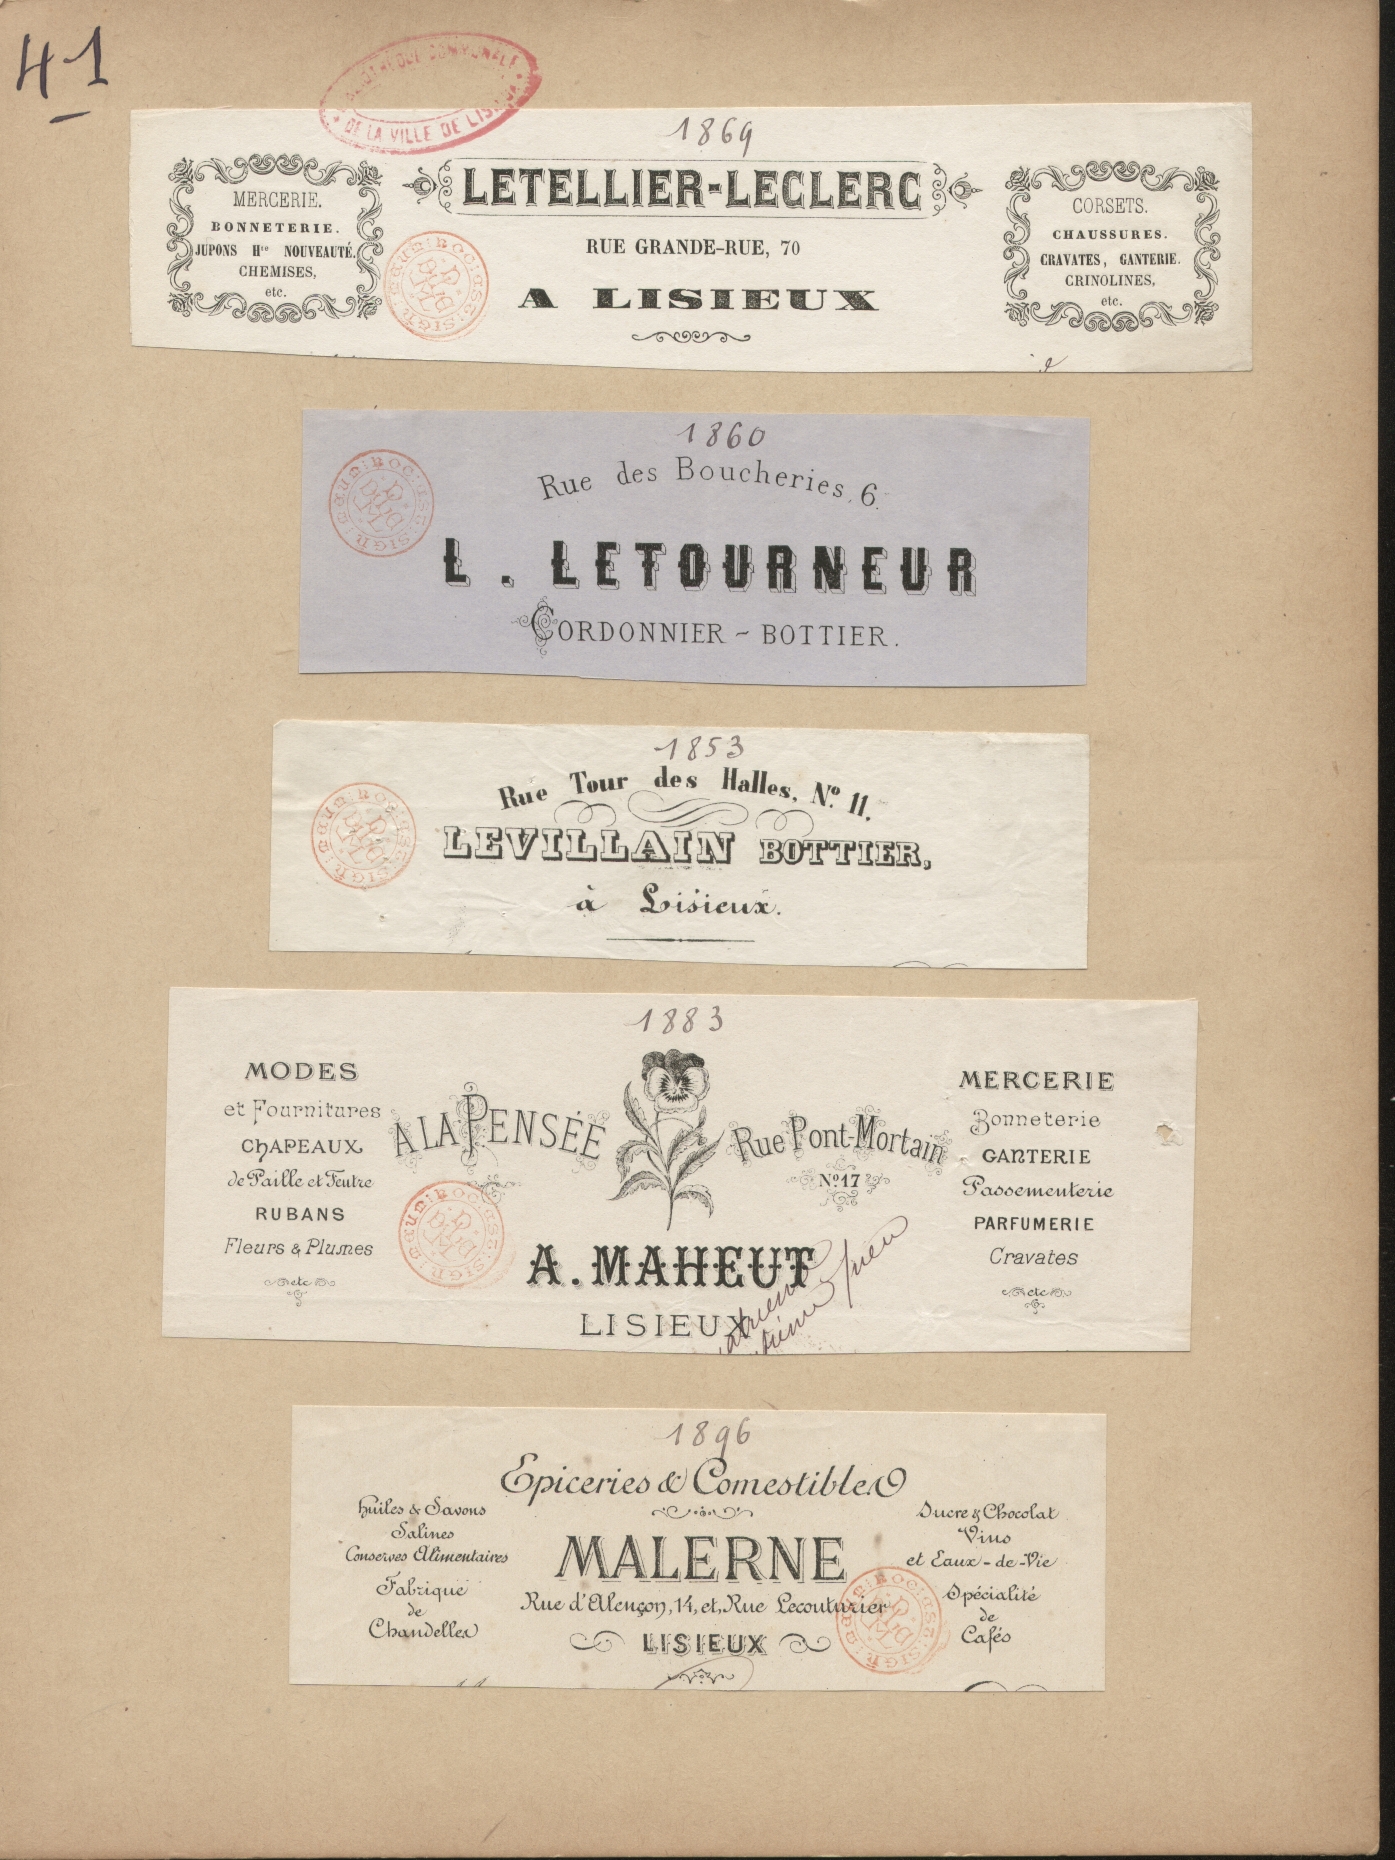 41
BIBLIOTHEQUE COMMUNALE
DE LA VILLE DE LISIEUX
1869
MERCERIE.
BONNETERIE.
JUPONS Hte NOUVEAUTÉ.
CHEMISES,
etc.
LETELLIER-LECLERC
RUE GRANDE-RUE, 70
A LISIEUX
CORSETS.
CHAUSSURES.
CRAVATES, GANTERIE.
CRINOLINES,
etc.
1860
Rue des Boucheries, 6.
L. LETOURNEUR
CORDONNIER - BOTTIER.
1853
Rue Tour des Halles, No. 11.
LEVILLAIN BOTTIER,
à Lisieux.
1883
MODES
et Fournitures
CHAPEAUX
de Paille et Feutre
RUBANS
Fleurs & Plumes
etc
A LA PENSÉE
Rue Pont-Mortain
No 17
A. MAHEUT
LISIEUX
MERCERIE
Bonneterie
GANTERIE
Passementerie
PARFUMERIE
Cravates
etc
1896
Epiceries & Comestibles
Huiles & Savons
Salines
Conserves Alimentaires
Fabrique
de
Chandelles
MALERNE
Rue d'Alençon, 14, et, Rue Lecouturier
LISIEUX
Sucre & Chocolat
Vins
et Eaux-de-Vie
Spécialité
de
Cafés